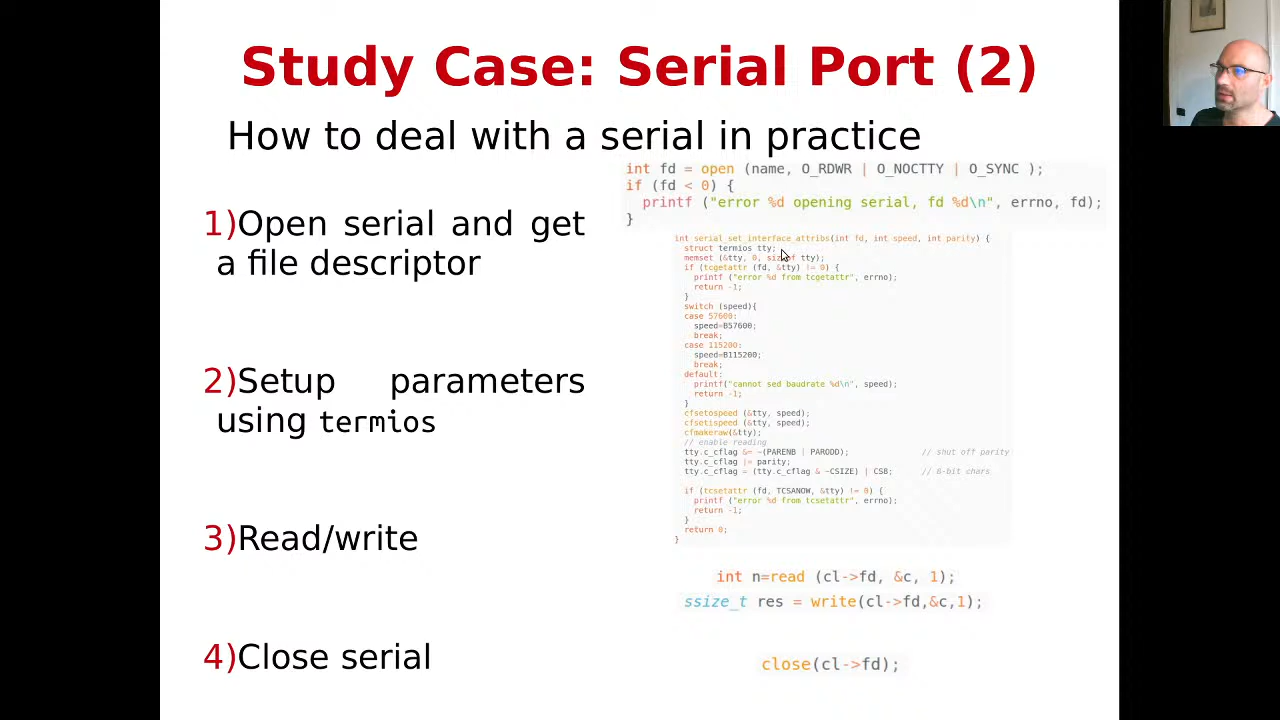 Study Case: Serial Port (2)
How to deal with a serial in practice
1)Open serial and get
a file descriptor
2)Setup parameters
using termios
3)Read/write
4)Close serial
int fd = open (name, O_RDWR | O_NOCTTY | O_SYNC );
if (fd < 0) {
printf ("error %d opening serial, fd %d\n", errno, fd);
}
int serial_set_interface_attribs(int fd, int speed, int parity) {
struct termios tty;
memset (&tty, 0, sizeof tty);
if (tcgetattr (fd, &tty) != 0) {
printf ("error %d from tcgetattr", errno);
return -1;
}
switch (speed){
case 57600:
speed=B57600;
break;
case 115200:
speed=B115200;
break;
default:
printf("cannot sed baudrate %d\n", speed);
return -1;
}
cfsetospeed (&tty, speed);
cfsetispeed (&tty, speed);
cfmakeraw(&tty);
// enable reading
tty.c_cflag &= ~(PARENB | PARODD); // shut off parity
tty.c_cflag |= parity;
tty.c_cflag = (tty.c_cflag & ~CSIZE) | CS8; // 8-bit chars
if (tcsetattr (fd, TCSANOW, &tty) != 0) {
printf ("error %d from tcsetattr", errno);
return -1;
}
return 0;
}
int n=read (cl->fd, &c, 1);
ssize_t res = write(cl->fd,&c,1);
close(cl->fd);